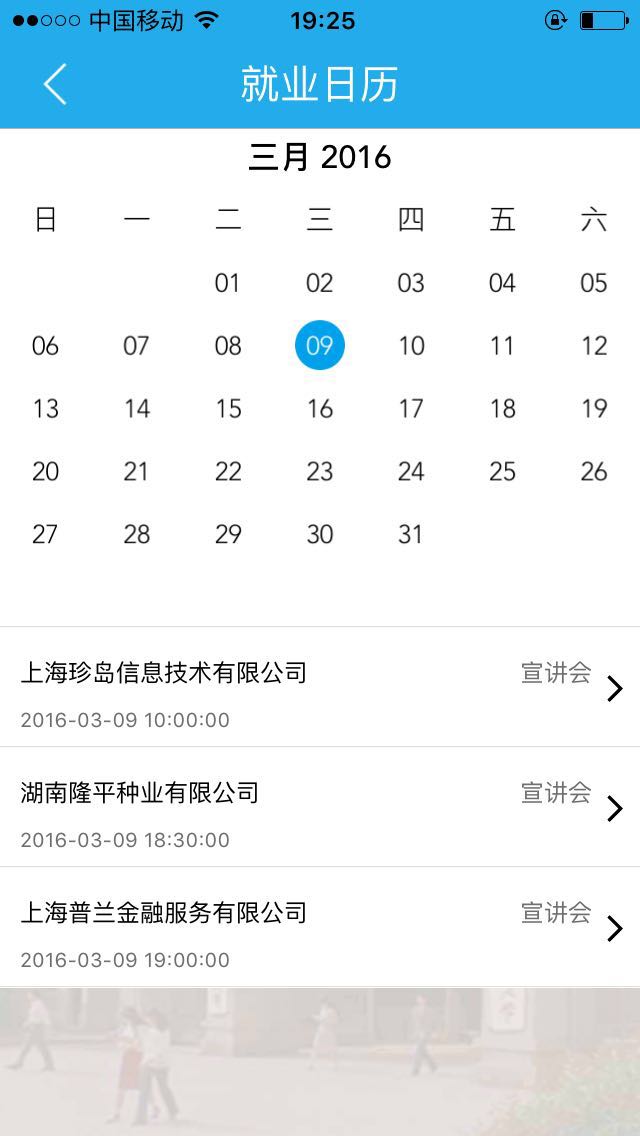 中国移动 19:25
就业日历
三月 2016
日 一 二 三 四 五 六
01 02 03 04 05
06 07 08 09 10 11 12
13 14 15 16 17 18 19
20 21 22 23 24 25 26
27 28 29 30 31
上海珍岛信息技术有限公司 宣讲会
2016-03-09 10:00:00
湖南隆平种业有限公司 宣讲会
2016-03-09 18:30:00
上海普兰金融服务有限公司 宣讲会
2016-03-09 19:00:00